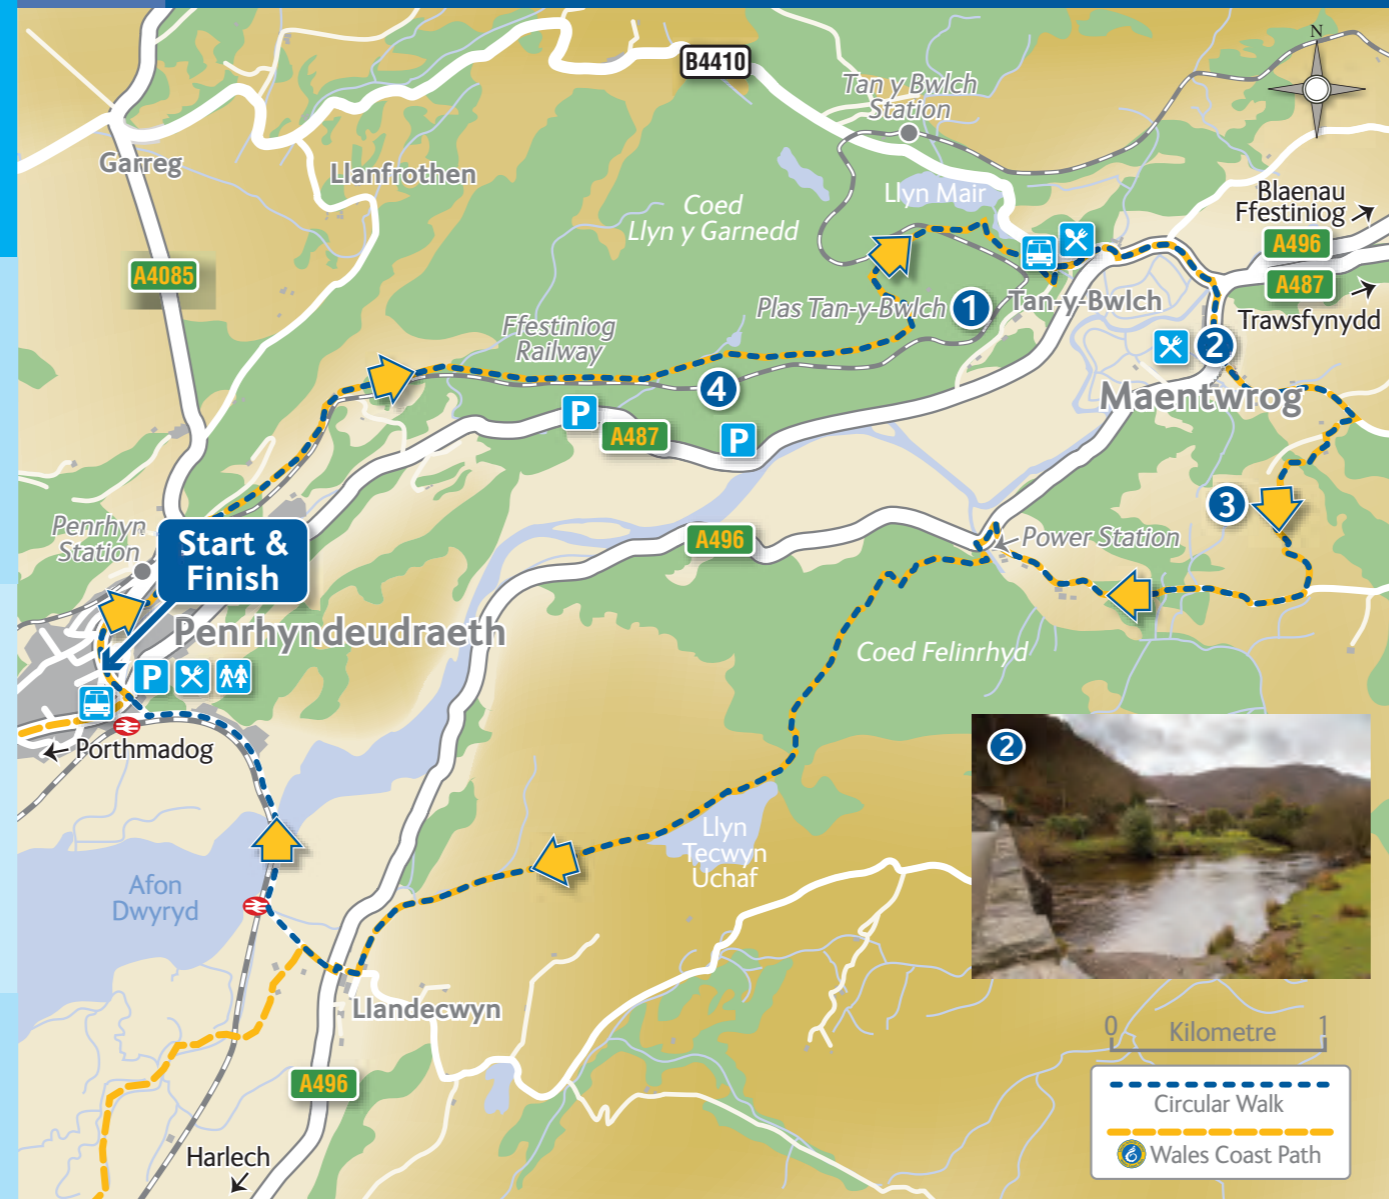 B4410
N
Tan y Bwlch
Station
Garreg
Llanfrothen
Llyn Mair
Blaenau
Ffestiniog
Coed
Llyn y Garnedd
A496
A4085
A487
Plas Tan-y-Bwlch
1
Tan-y-Bwlch
Trawsfynydd
Ffestiniog
Railway
2
4
Maentwrog
P
A487
P
3
Penrhyn
Station
Start &
Finish
A496
Power Station
Penrhyndeudraeth
Coed Felinrhyd
P
Porthmadog
2
Llyn
Tecwyn
Uchaf
Afon
Dwyryd
Llandecwyn
0 Kilometre 1
A496
Circular Walk
Wales Coast Path
Harlech